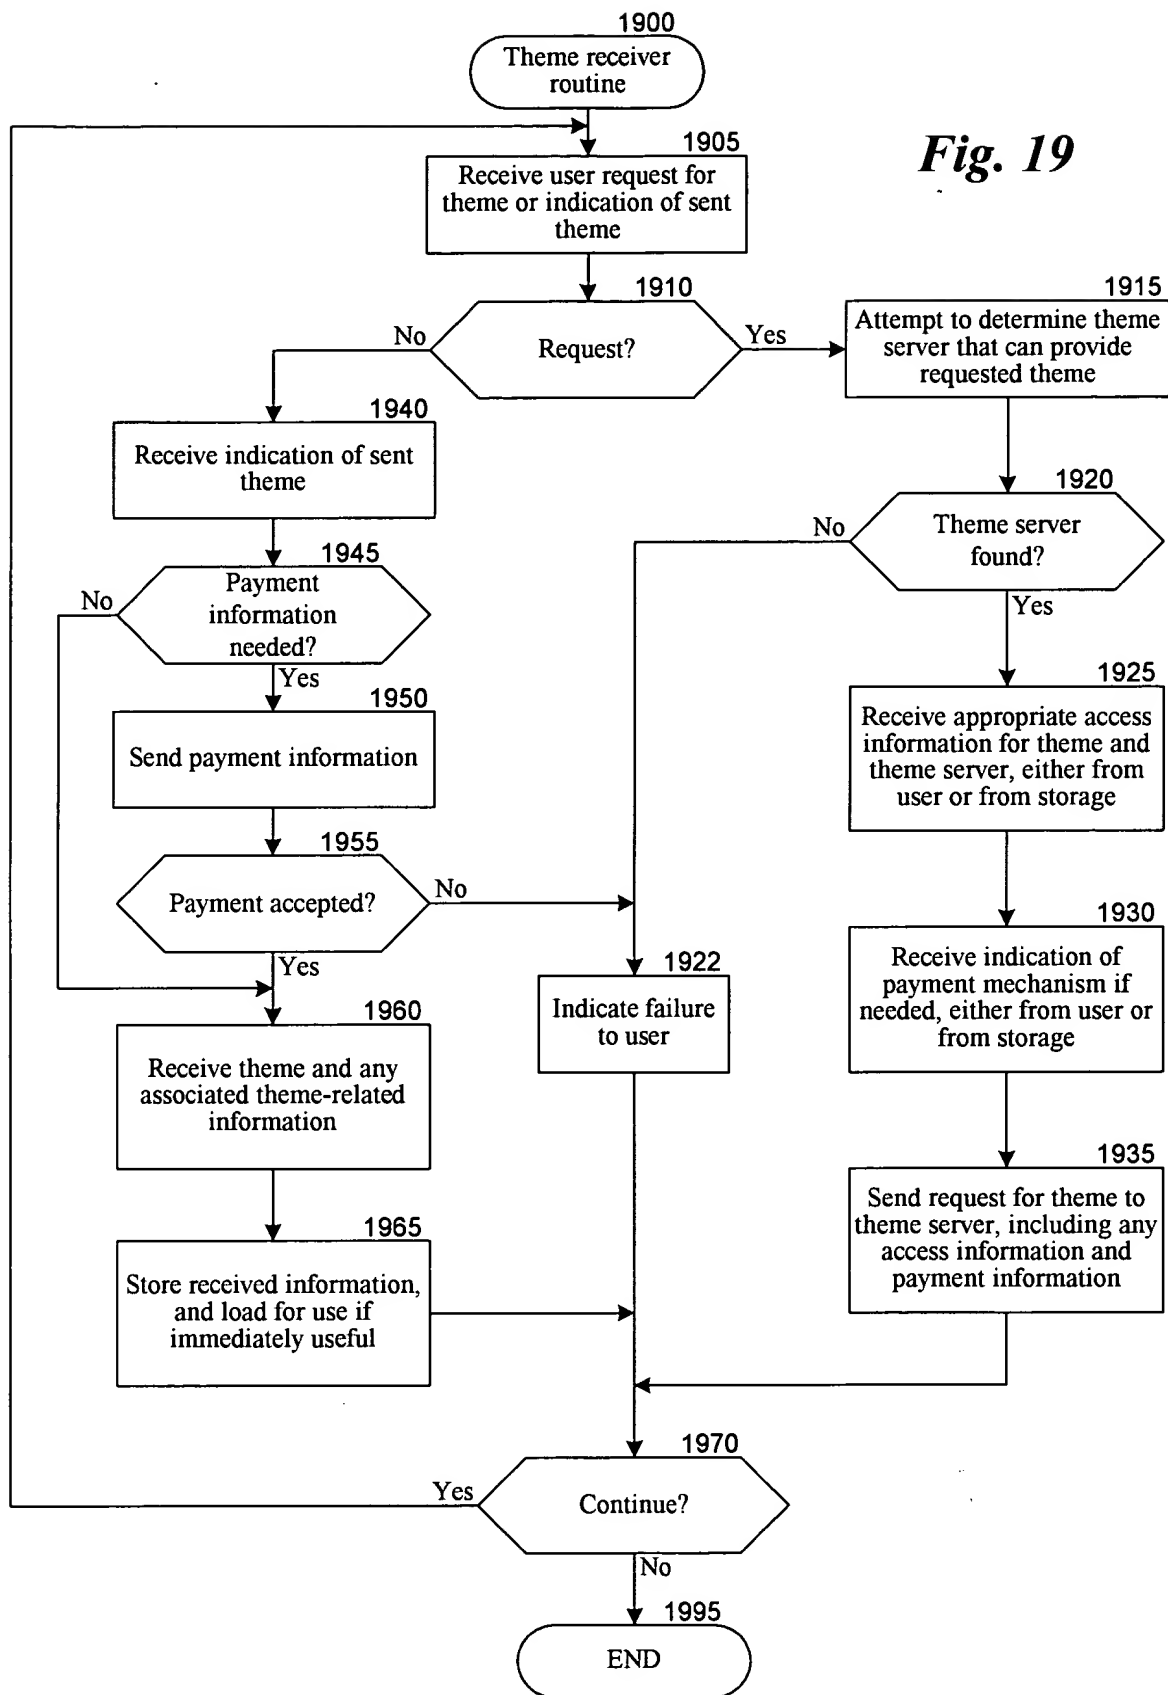 1900
Theme receiver
routine
Fig. 19
1905
Receive user request for
theme or indication of sent
theme
1910
Request?
No
Yes
1915
Attempt to determine theme
server that can provide
requested theme
1940
Receive indication of sent
theme
1920
Theme server
found?
No
Yes
1945
Payment
information
needed?
No
Yes
1950
Send payment information
1925
Receive appropriate access
information for theme and
theme server, either from
user or from storage
1955
Payment accepted?
No
Yes
1930
Receive indication of
payment mechanism if
needed, either from user or
from storage
1922
Indicate failure
to user
1960
Receive theme and any
associated theme-related
information
1935
Send request for theme to
theme server, including any
access information and
payment information
1965
Store received information,
and load for use if
immediately useful
1970
Continue?
Yes
No
1995
END